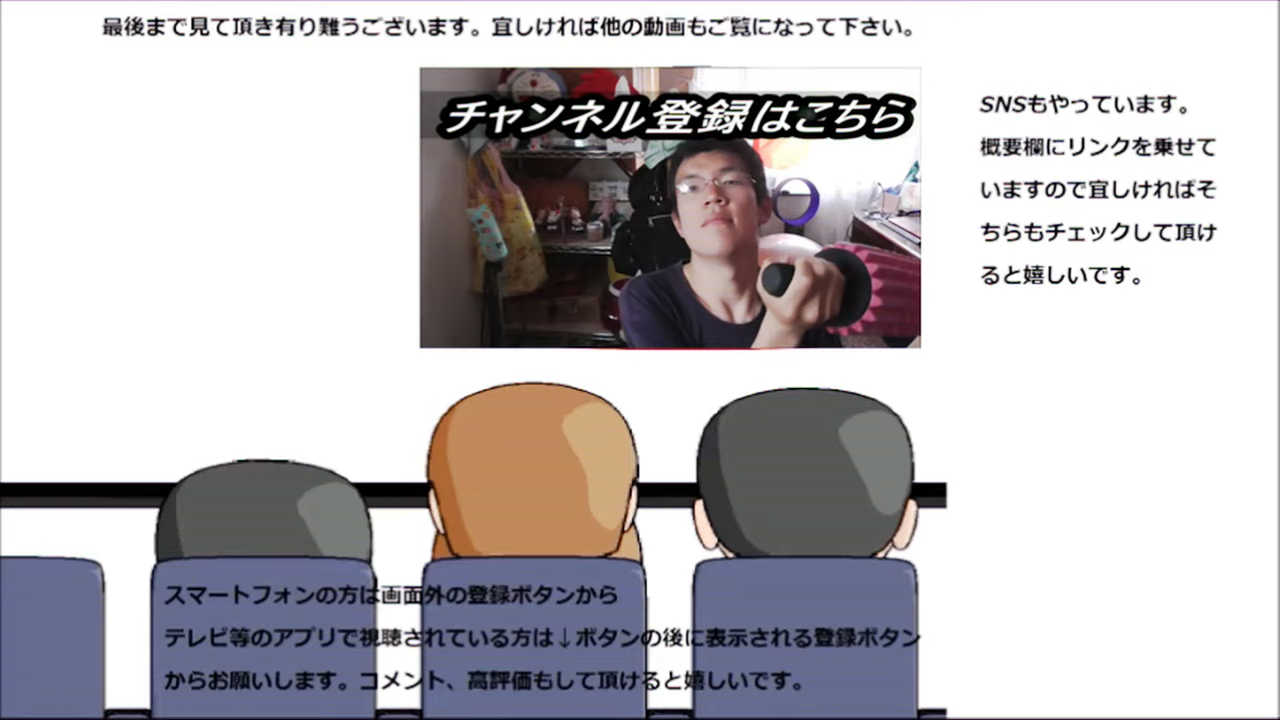 最後まで見て頂き有り難うございます。宜しければ他の動画もご覧になって下さい。
チャンネル登録はこちら
SNSもやっています。
概要欄にリンクを乗せて
いますので宜しければそ
ちらもチェックして頂け
ると嬉しいです。
スマートフォンの方は画面外の登録ボタンから
テレビ等のアプリで視聴されている方は↓ボタンの後に表示される登録ボタン
からお願いします。コメント、高評価もして頂けると嬉しいです。